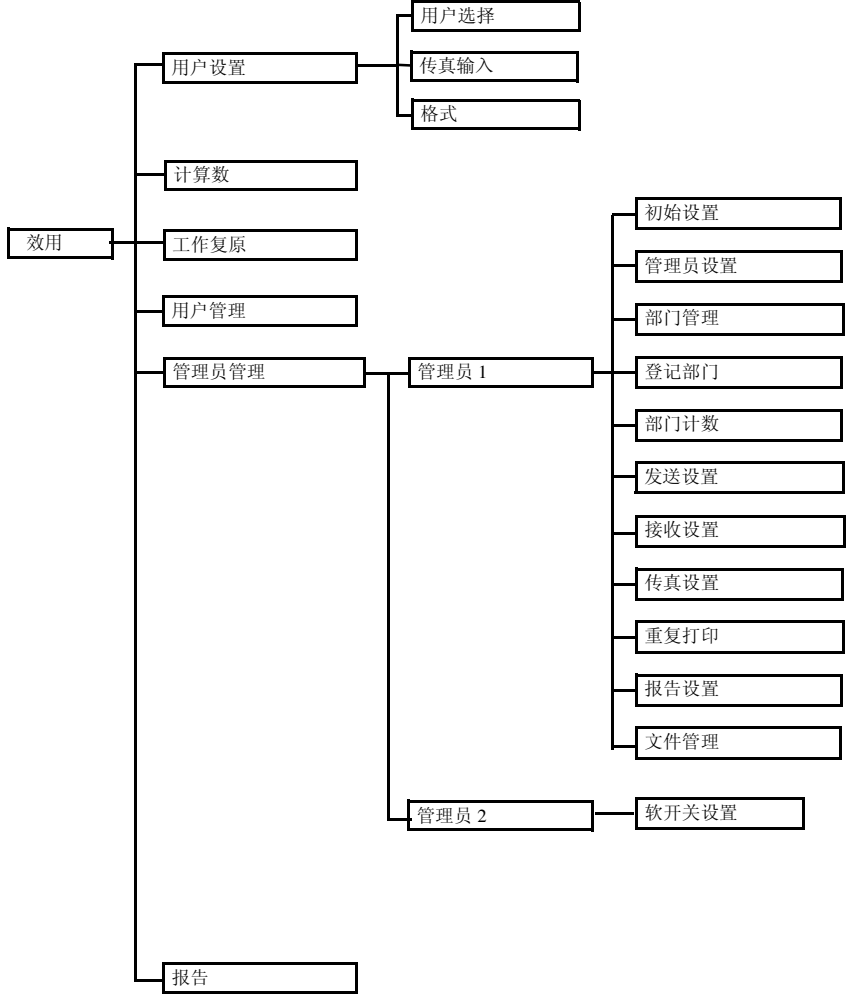 用户选择
用户设置
传真输入
格式
计算数
初始设置
效用
工作复原
管理员设置
用户管理
部门管理
管理员管理
管理员 1
登记部门
部门计数
发送设置
接收设置
传真设置
重复打印
报告设置
文件管理
管理员 2
软开关设置
报告